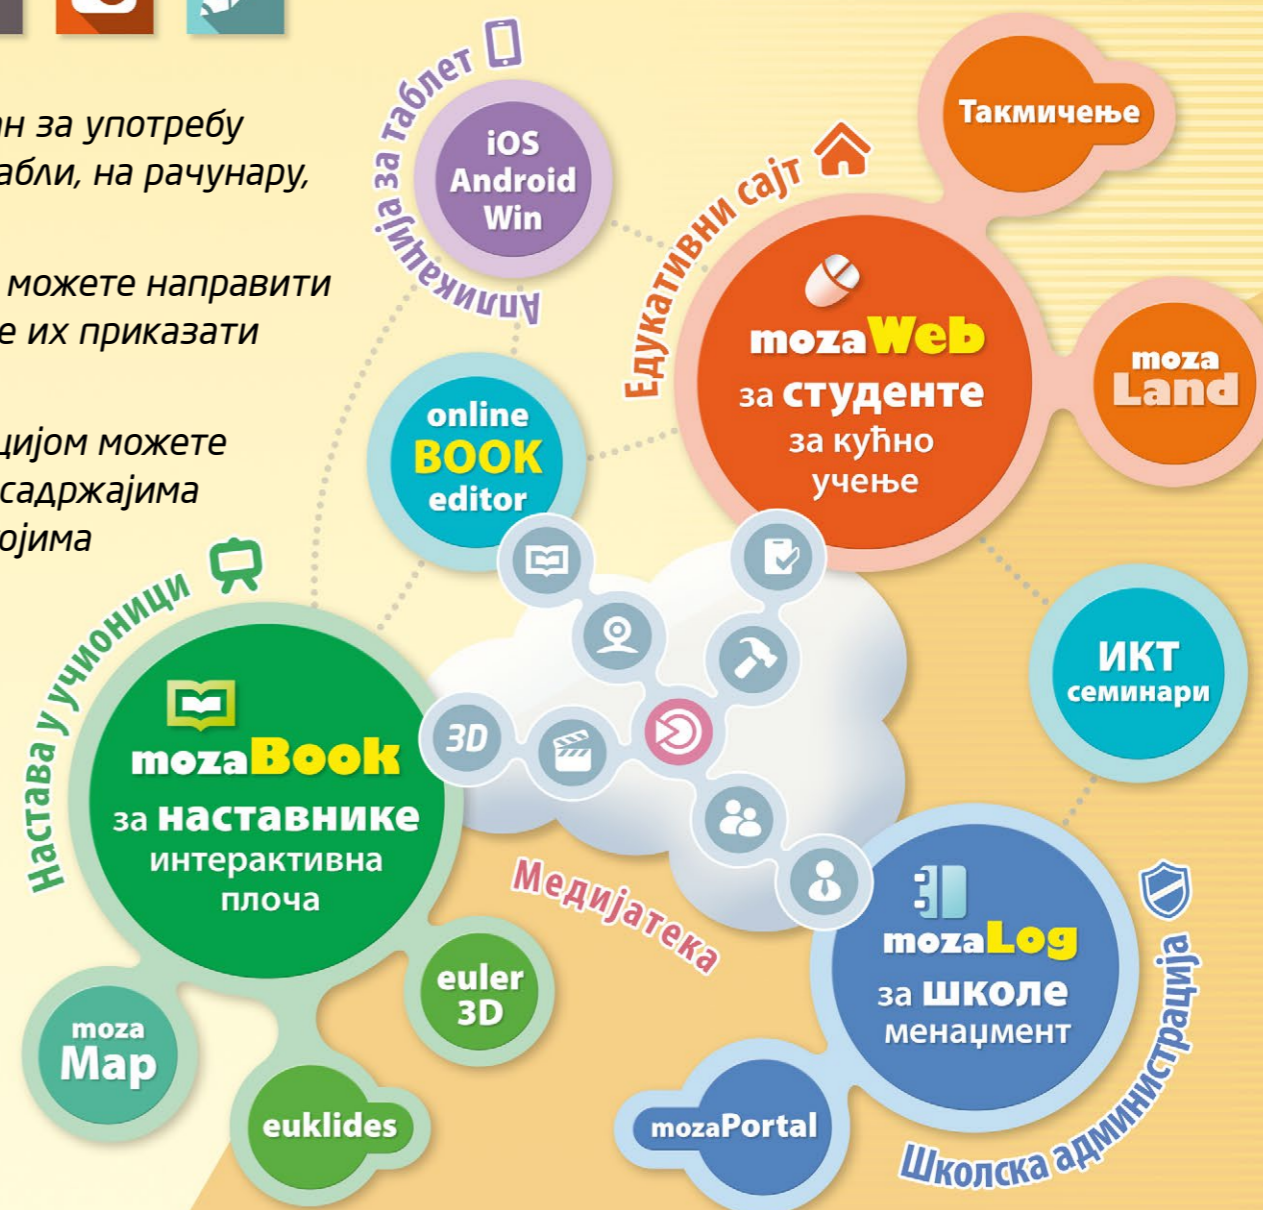 ан за употребу
абли, на рачунару,
можете направити
е их приказати
цијом можете
садржајима
ојима
Апликација за таблет
iOS
Android
Win
Такмичење
Едукативни сајт
mozaWeb
за студенте
за кућно
учење
moza
Land
online
BOOK
editor
Настава у учионици
mozaBook
за наставнике
интерактивна
плоча
3D
Медијатека
ИКТ
семинари
mozaLog
за школе
менаџмент
Школска администрација
euler
3D
moza
Map
euklides
mozaPortal